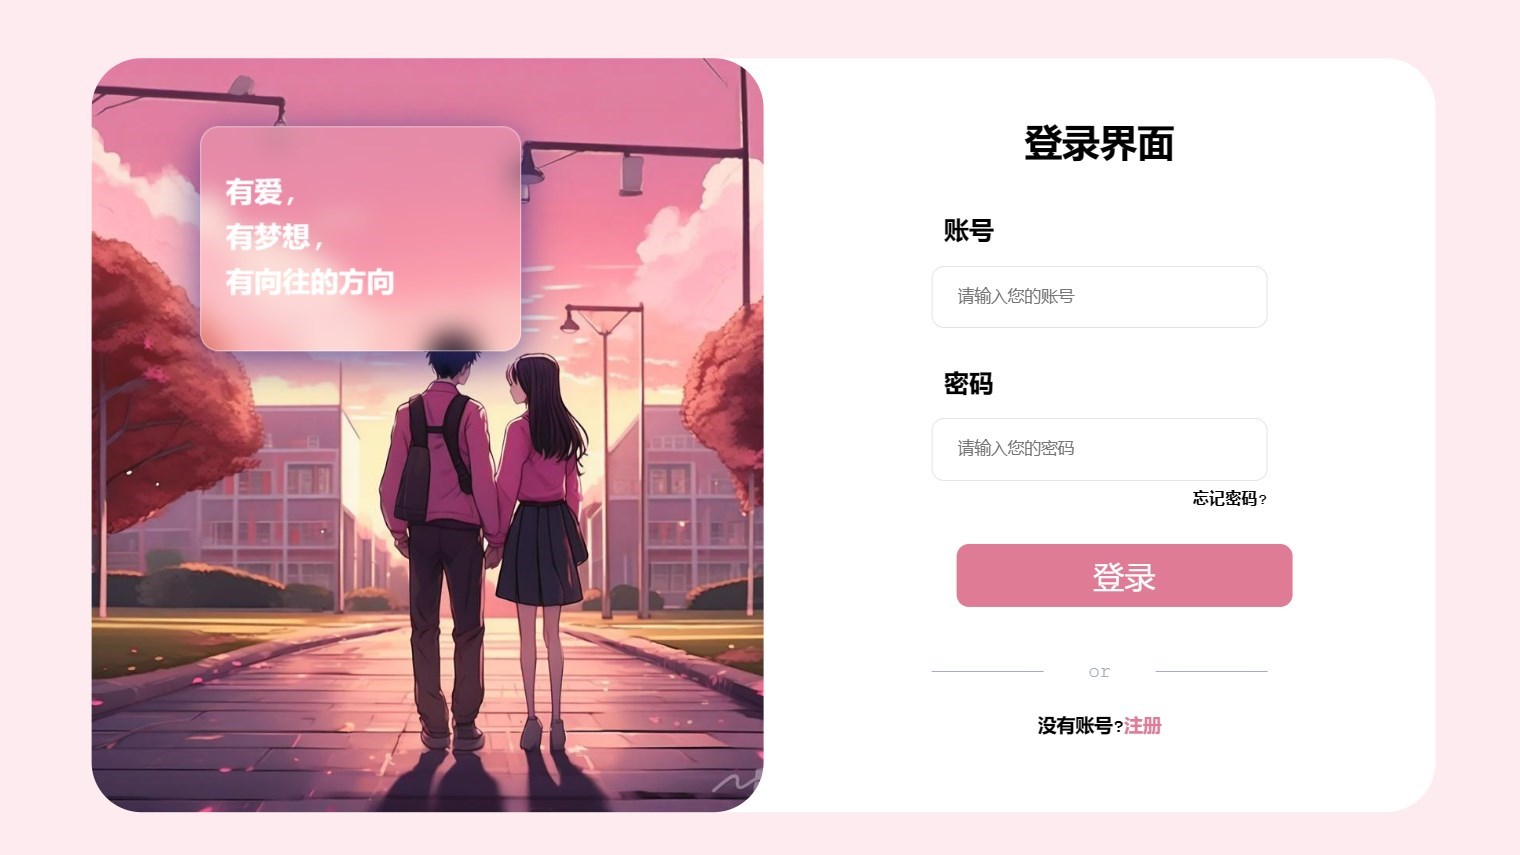 有爱，
有梦想，
有向往的方向
登录界面
账号
请输入您的账号
密码
请输入您的密码
忘记密码?
登录
or
没有账号?注册